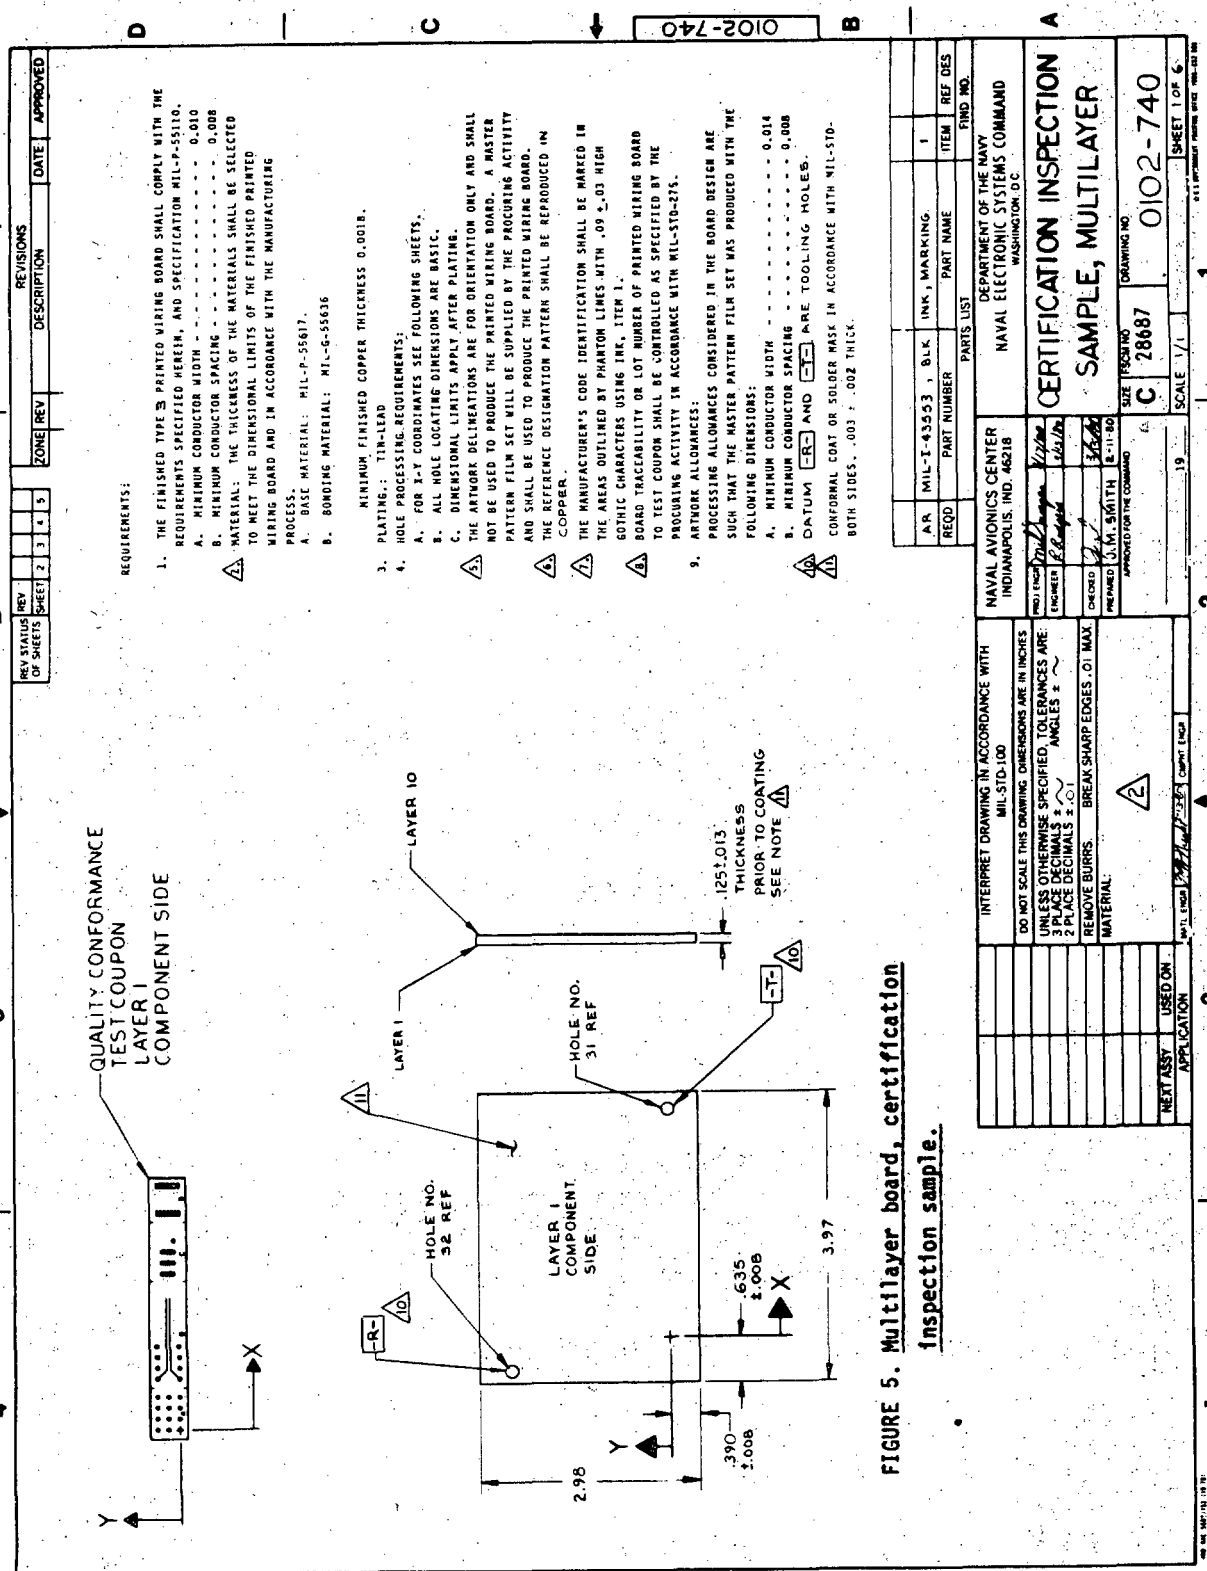 REVISIONS
ZONE REV DESCRIPTION DATE APPROVED
REV STATUS OF SHEETS
REV
SHEET 2 3 4 5
D
C
B
A
0102-740
REQUIREMENTS:
1. THE FINISHED TYPE 3 PRINTED WIRING BOARD SHALL COMPLY WITH THE
REQUIREMENTS SPECIFIED HEREIN, AND SPECIFICATION MIL-P-55110.
A. MINIMUM CONDUCTOR WIDTH - - - - - - - - - 0.010
B. MINIMUM CONDUCTOR SPACING - - - - - - - - 0.008
2. MATERIAL: THE THICKNESS OF THE MATERIALS SHALL BE SELECTED
TO MEET THE DIMENSIONAL LIMITS OF THE FINISHED PRINTED
WIRING BOARD AND IN ACCORDANCE WITH THE MANUFACTURING
PROCESS.
A. BASE MATERIAL: MIL-P-55617.
B. BONDING MATERIAL: MIL-G-55636
MINIMUM FINISHED COPPER THICKNESS 0.0018.
3. PLATING,: TIN-LEAD
4. HOLE PROCESSING REQUIREMENTS:
A. FOR X-Y COORDINATES SEE FOLLOWING SHEETS.
B. ALL HOLE LOCATING DIMENSIONS ARE BASIC.
C. DIMENSIONAL LIMITS APPLY AFTER PLATING.
5. THE ARTWORK DELINEATIONS ARE FOR ORIENTATION ONLY AND SHALL
NOT BE USED TO PRODUCE THE PRINTED WIRING BOARD. A MASTER
PATTERN FILM SET WILL BE SUPPLIED BY THE PROCURING ACTIVITY
AND SHALL BE USED TO PRODUCE THE PRINTED WIRING BOARD.
6. THE REFERENCE DESIGNATION PATTERN SHALL BE REPRODUCED IN
COPPER.
7. THE MANUFACTURER'S CODE IDENTIFICATION SHALL BE MARKED IN
THE AREAS OUTLINED BY PHANTOM LINES WITH .09 ± .03 HIGH
GOTHIC CHARACTERS USING INK, ITEM 1.
8. BOARD TRACEABILITY OR LOT NUMBER OF PRINTED WIRING BOARD
TO TEST COUPON SHALL BE CONTROLLED AS SPECIFIED BY THE
PROCURING ACTIVITY IN ACCORDANCE WITH MIL-STD-275.
9. ARTWORK ALLOWANCES:
PROCESSING ALLOWANCES CONSIDERED IN THE BOARD DESIGN ARE
SUCH THAT THE MASTER PATTERN FILM SET WAS PRODUCED WITH THE
FOLLOWING DIMENSIONS:
A. MINIMUM CONDUCTOR WIDTH - - - - - - - - - 0.014
B. MINIMUM CONDUCTOR SPACING - - - - - - - - 0.008
10 DATUM -R- AND -T- ARE TOOLING HOLES.
11 CONFORMAL COAT OR SOLDER MASK IN ACCORDANCE WITH MIL-STD-
BOTH SIDES. .003 ± .002 THICK.
QUALITY CONFORMANCE
TEST COUPON
LAYER 1
COMPONENT SIDE
Y
X
-R-
10
HOLE NO.
32 REF
11
LAYER 1
COMPONENT
SIDE
HOLE NO.
31 REF
-T-
10
LAYER 1
LAYER 10
.125±.013
THICKNESS
PRIOR TO COATING
SEE NOTE 11
2.98
3.97
.635
±.008
X
Y
.390
±.008
FIGURE 5. Multilayer board, certification
inspection sample.
AR MIL-I-43553, BLK INK, MARKING 1
REQD PART NUMBER PART NAME ITEM REF DES
PARTS LIST FIND NO.
NEXT ASSY USED ON
APPLICATION
INTERPRET DRAWING IN ACCORDANCE WITH
MIL-STD-100
DO NOT SCALE THIS DRAWING DIMENSIONS ARE IN INCHES
UNLESS OTHERWISE SPECIFIED, TOLERANCES ARE:
3 PLACE DECIMALS ± ANGLES ±
2 PLACE DECIMALS ± .01
REMOVE BURRS. BREAK SHARP EDGES .01 MAX.
MATERIAL:
2
MAT'L ENGR
CMPNT ENGR
NAVAL AVIONICS CENTER
INDIANAPOLIS, IND. 46218
PROJ ENGR
ENGINEER
CHECKED
PREPARED J.M. SMITH 2-11-80
APPROVED FOR THE COMMAND
19
DEPARTMENT OF THE NAVY
NAVAL ELECTRONIC SYSTEMS COMMAND
WASHINGTON, D.C.
CERTIFICATION INSPECTION
SAMPLE, MULTILAYER
SIZE C
FSCM NO 28687
DRAWING NO 0102-740
SCALE 1/1
SHEET 1 OF 6